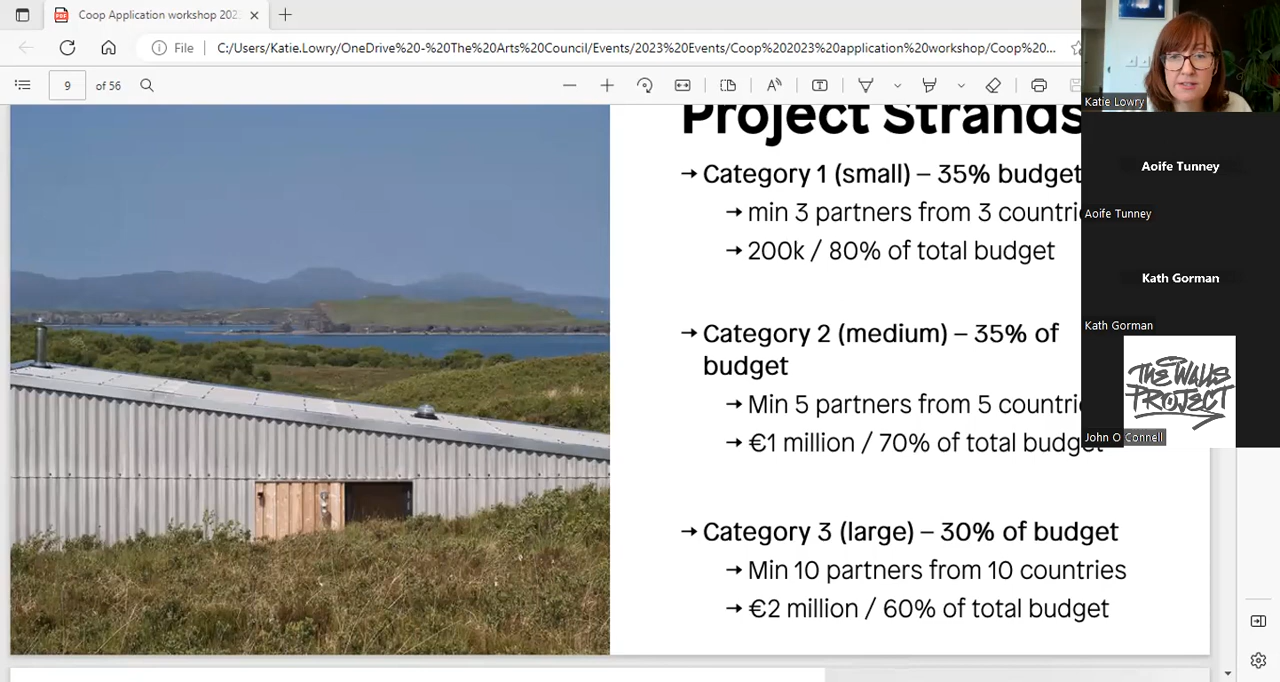 Coop Application workshop 202
File
C:/Users/Katie.Lowry/OneDrive%20-%20The%20Arts%20Council/Events/2023%20Events/Coop%202023%20application%20workshop/Coop%20...
9 of 56
Project Strands
→ Category 1 (small) – 35% budget
→ min 3 partners from 3 countri
→ 200k / 80% of total budget
→ Category 2 (medium) – 35% of
budget
→ Min 5 partners from 5 countri
→ €1 million / 70% of total budget
→ Category 3 (large) – 30% of budget
→ Min 10 partners from 10 countries
→ €2 million / 60% of total budget
Katie Lowry
Aoife Tunney
Aoife Tunney
Kath Gorman
Kath Gorman
THE WALLS
PROJECT
John O Connell